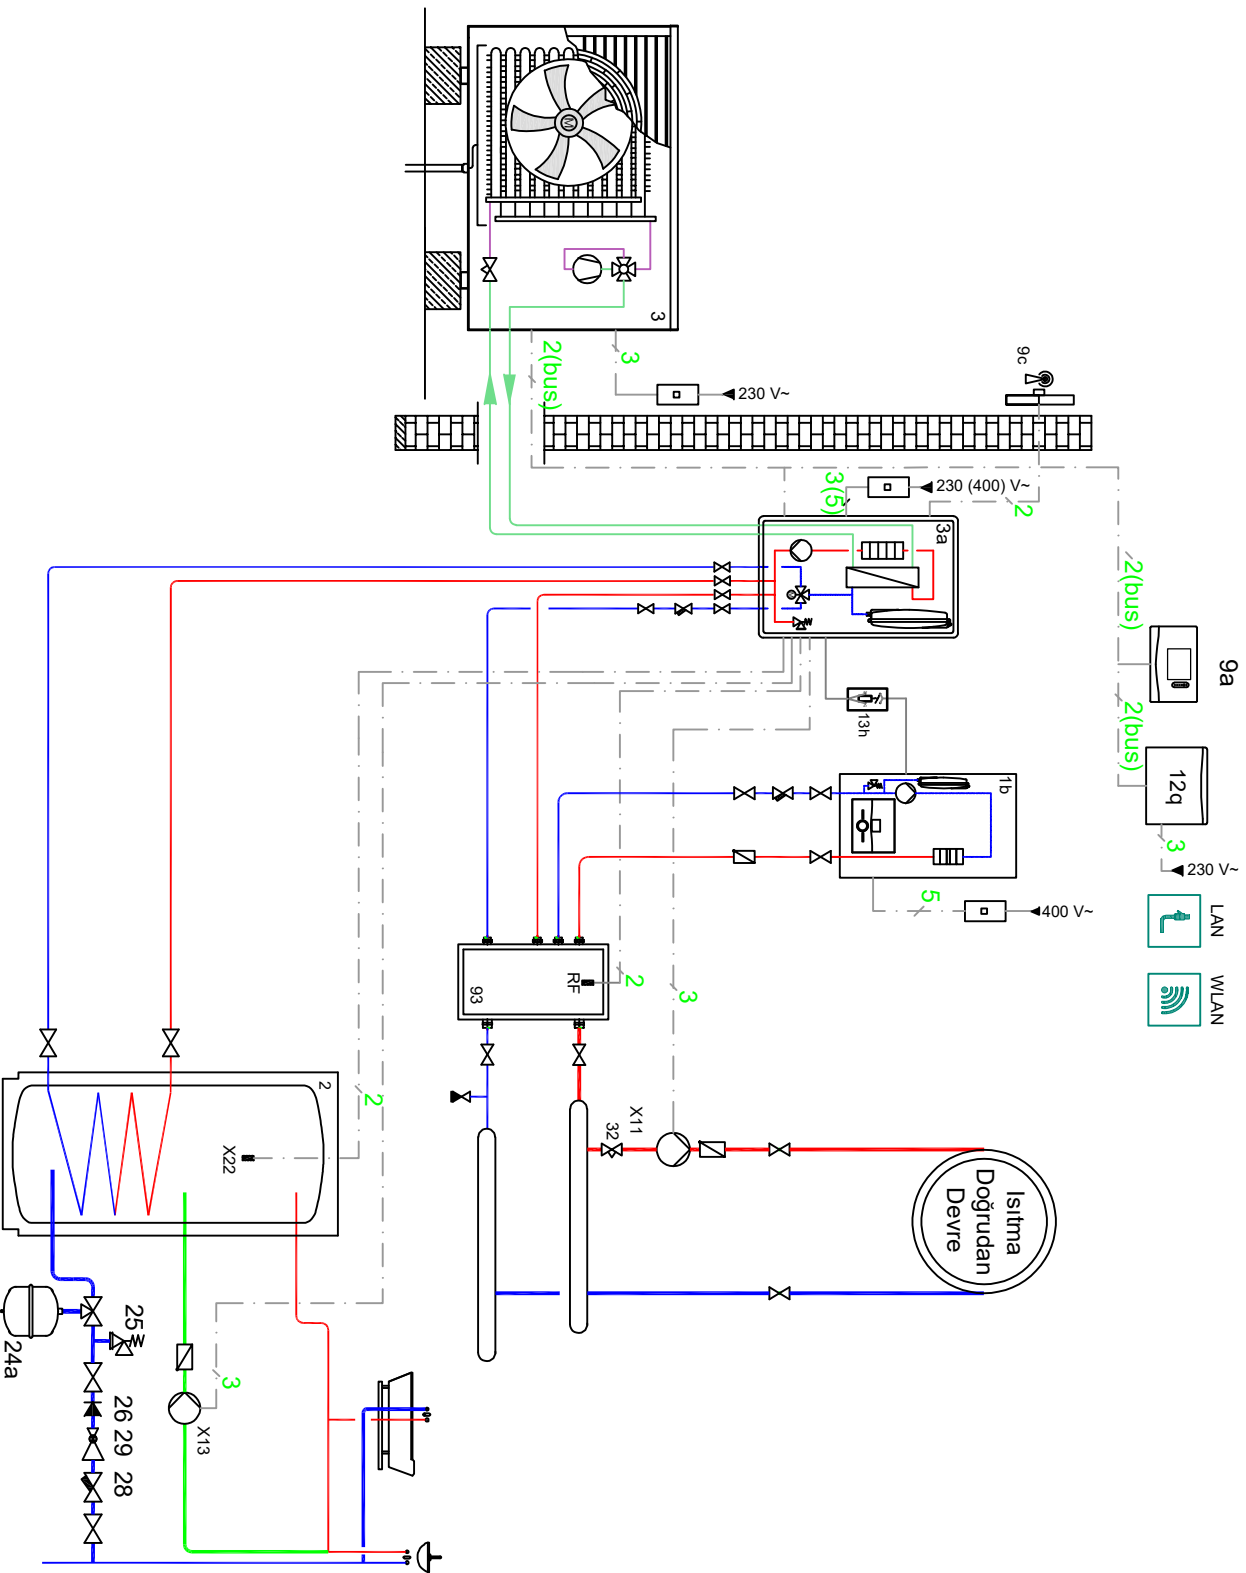 9a
12q
3
230 V~
LAN
WLAN
2(bus)
2(bus)
9c
230 V~
3
2(bus)
3
230 (400) V~
2
3(5)
3a
13h
1b
5
400 V~
RF
93
2
3
X11
32
Isıtma
Doğrudan
Devre
2
2
X22
X13
3
25
24a
26
29
28
M